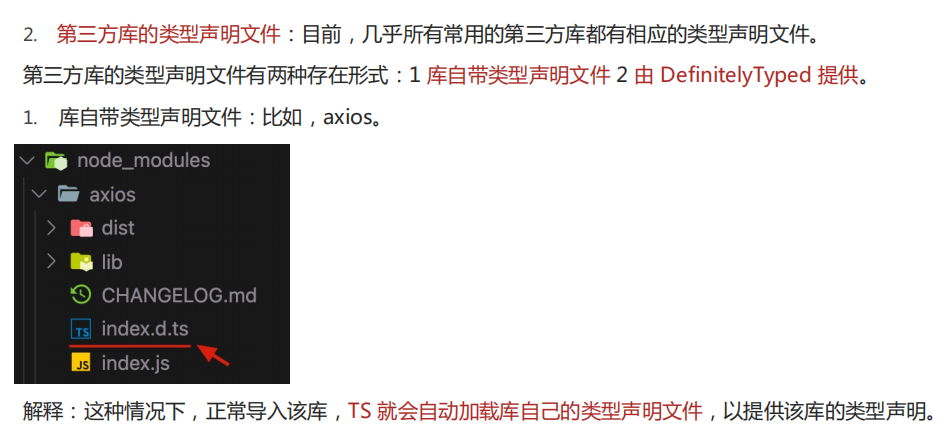 2. 第三方库的类型声明文件：目前，几乎所有常用的第三方库都有相应的类型声明文件。
第三方库的类型声明文件有两种存在形式：1 库自带类型声明文件 2 由 DefinitelyTyped 提供。
1. 库自带类型声明文件：比如，axios。
node_modules
axios
dist
lib
CHANGELOG.md
TS index.d.ts
JS index.js
解释：这种情况下，正常导入该库，TS 就会自动加载库自己的类型声明文件，以提供该库的类型声明。